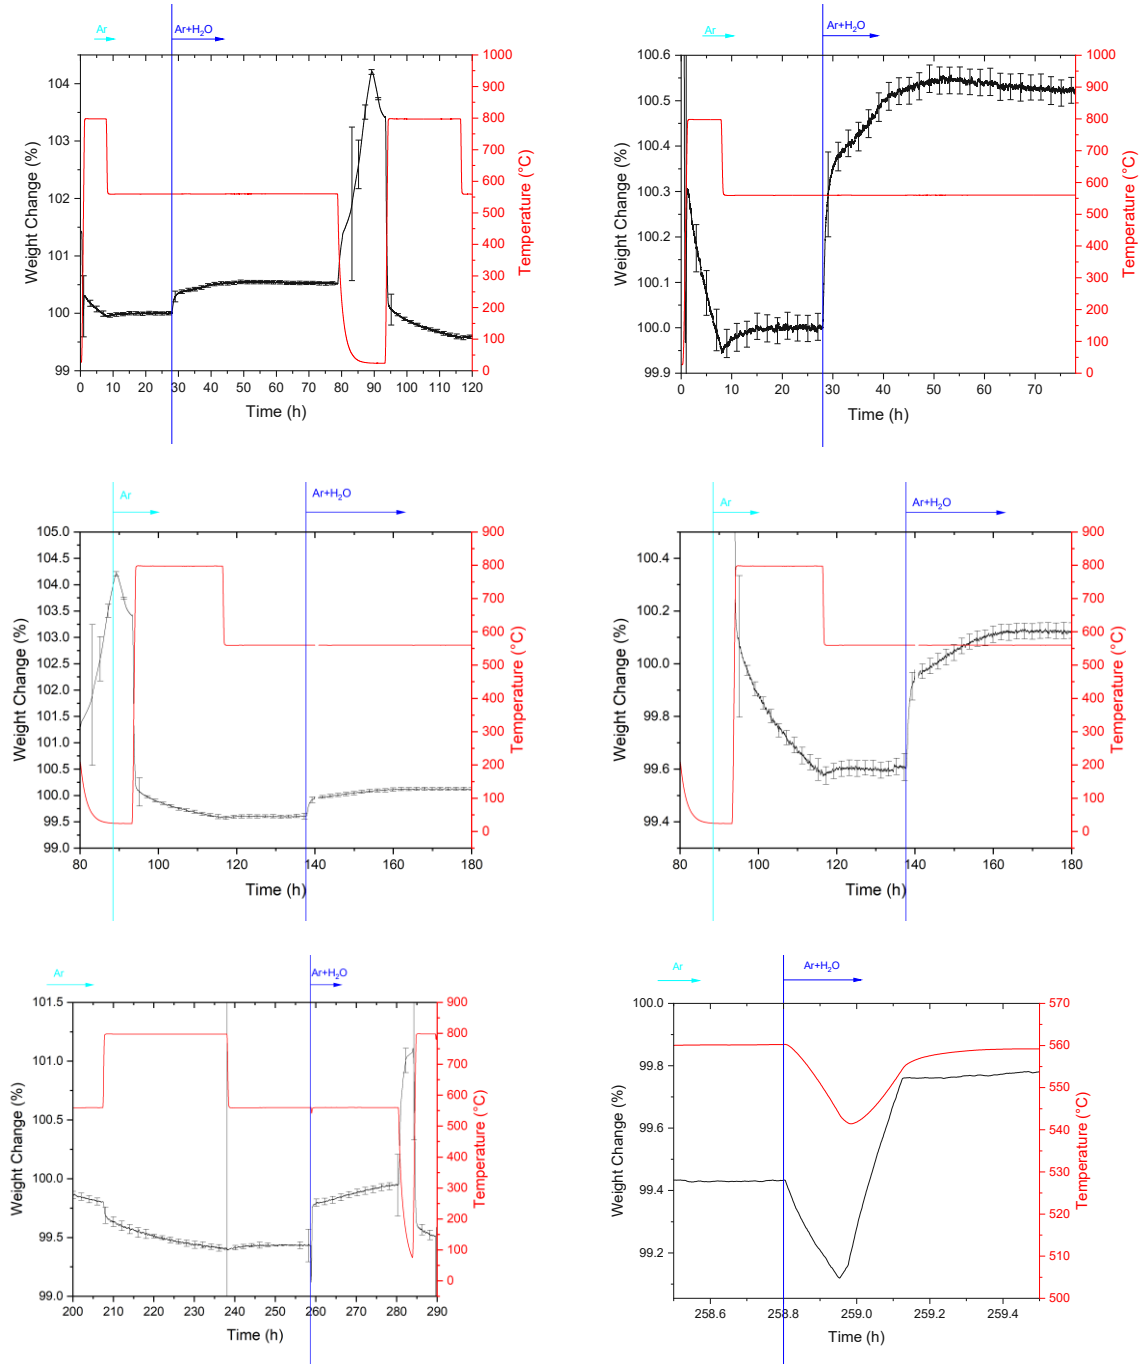 Ar
Ar+H2O
104
103
102
101
100
99
1000
900
800
700
600
500
400
300
200
100
0
0 10 20 30 40 50 60 70 80 90 100 110 120
Weight Change (%)
Temperature (°C)
Time (h)
Ar
Ar+H2O
100.6
100.5
100.4
100.3
100.2
100.1
100.0
99.9
1000
900
800
700
600
500
400
300
200
100
0
0 10 20 30 40 50 60 70
Weight Change (%)
Temperature (°C)
Time (h)
Ar
Ar+H2O
105.0
104.5
104.0
103.5
103.0
102.5
102.0
101.5
101.0
100.5
100.0
99.5
99.0
900
800
700
600
500
400
300
200
100
0
80 100 120 140 160 180
Weight Change (%)
Temperature (°C)
Time (h)
Ar
Ar+H2O
100.4
100.2
100.0
99.8
99.6
99.4
900
800
700
600
500
400
300
200
100
0
80 100 120 140 160 180
Weight Change (%)
Temperature (°C)
Time (h)
Ar
Ar+H2O
101.5
101.0
100.5
100.0
99.5
99.0
900
800
700
600
500
400
300
200
100
0
200 210 220 230 240 250 260 270 280 290
Weight Change (%)
Temperature (°C)
Time (h)
Ar
Ar+H2O
100.0
99.8
99.6
99.4
99.2
570
560
550
540
530
520
510
500
258.6 258.8 259.0 259.2 259.4
Weight Change (%)
Temperature (°C)
Time (h)